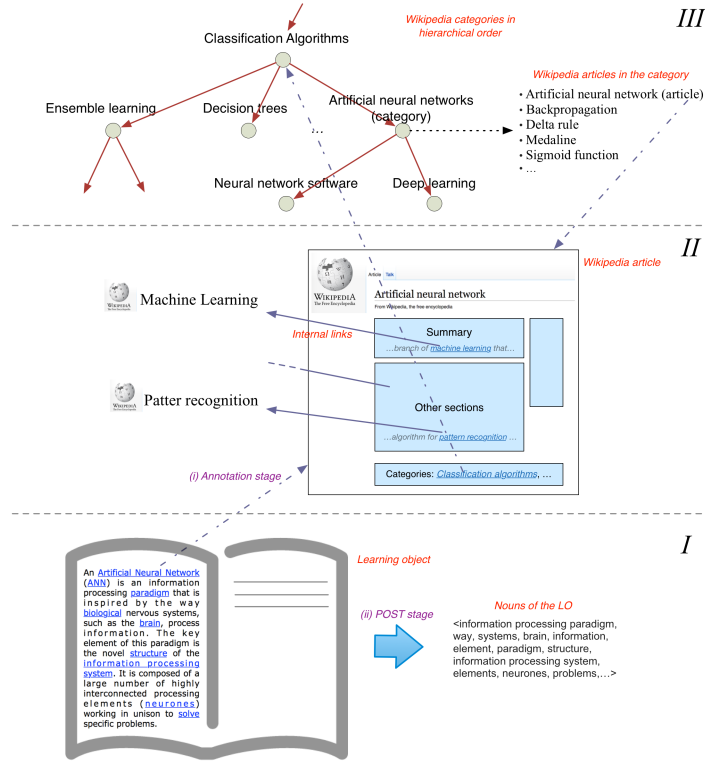 Wikipedia categories in
hierarchical order
III
Classification Algorithms
Wikipedia articles in the category
Ensemble learning
Decision trees
...
Artificial neural networks
(category)
• Artificial neural network (article)
• Backpropagation
• Delta rule
• Medaline
• Sigmoid function
• ...
Neural network software
Deep learning
II
Wikipedia article
WIKIPEDIA
The Free Encyclopedia
Article Talk
Artificial neural network
From Wikipedia, the free encyclopedia
Machine Learning
Internal links
Summary
...branch of machine learning that...
Patter recognition
Other sections
...algorithm for pattern recognition ...
(i) Annotation stage
Categories: Classification algorithms, ...
I
Learning object
An Artificial Neural Network
(ANN) is an information
processing paradigm that is
inspired by the way
biological nervous systems,
such as the brain, process
information. The key
element of this paradigm is
the novel structure of the
information processing
system. It is composed of a
large number of highly
interconnected processing
elements (neurones)
working in unison to solve
specific problems.
(ii) POST stage
Nouns of the LO
<information processing paradigm,
way, systems, brain, information,
element, paradigm, structure,
information processing system,
elements, neurones, problems,...>